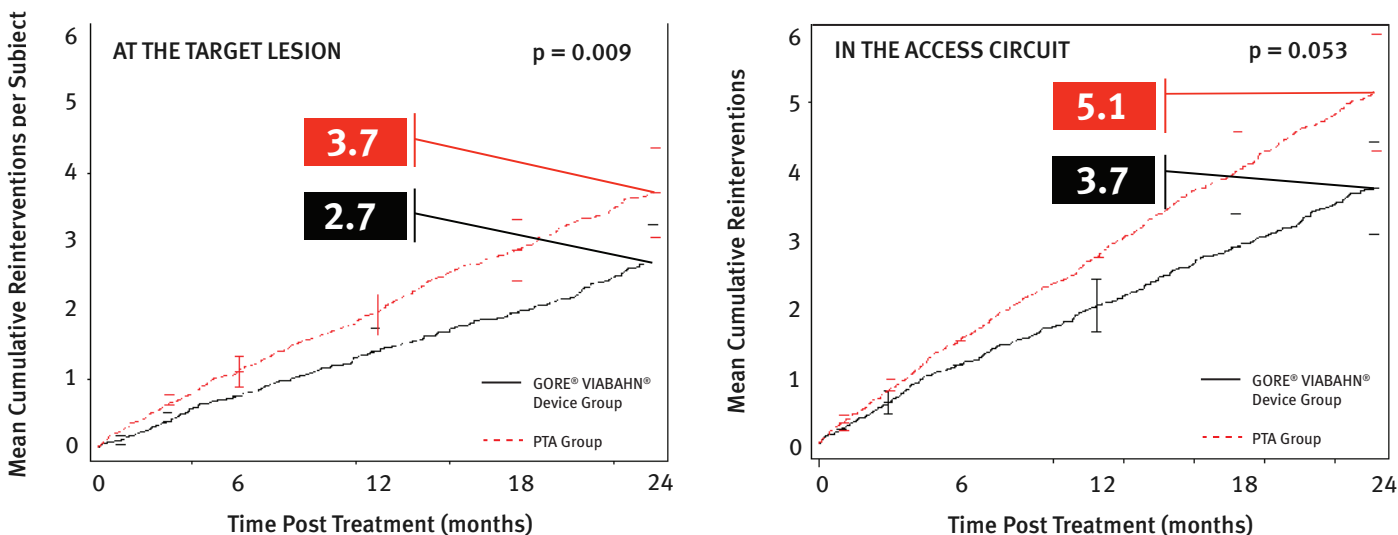 Mean Cumulative Reinterventions per Subject
AT THE TARGET LESION
p = 0.009
6
5
4
3
2
1
0
3.7
2.7
GORE® VIABAHN®
Device Group
PTA Group
0 6 12 18 24
Time Post Treatment (months)
Mean Cumulative Reinterventions
IN THE ACCESS CIRCUIT
p = 0.053
6
5
4
3
2
1
0
5.1
3.7
GORE® VIABAHN®
Device Group
PTA Group
0 6 12 18 24
Time Post Treatment (months)